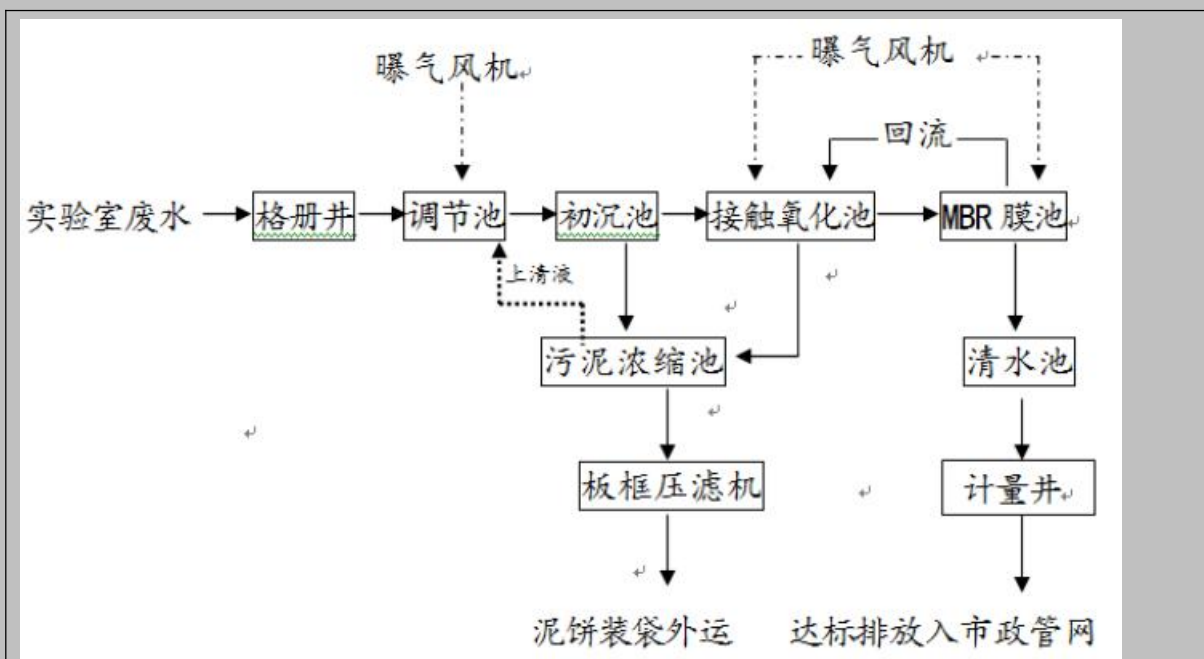 曝气风机
曝气风机
回流
实验室废水
格册井
调节池
初沉池
接触氧化池
MBR 膜池
上清液
污泥浓缩池
清水池
板框压滤机
计量井
泥饼装袋外运
达标排放入市政管网